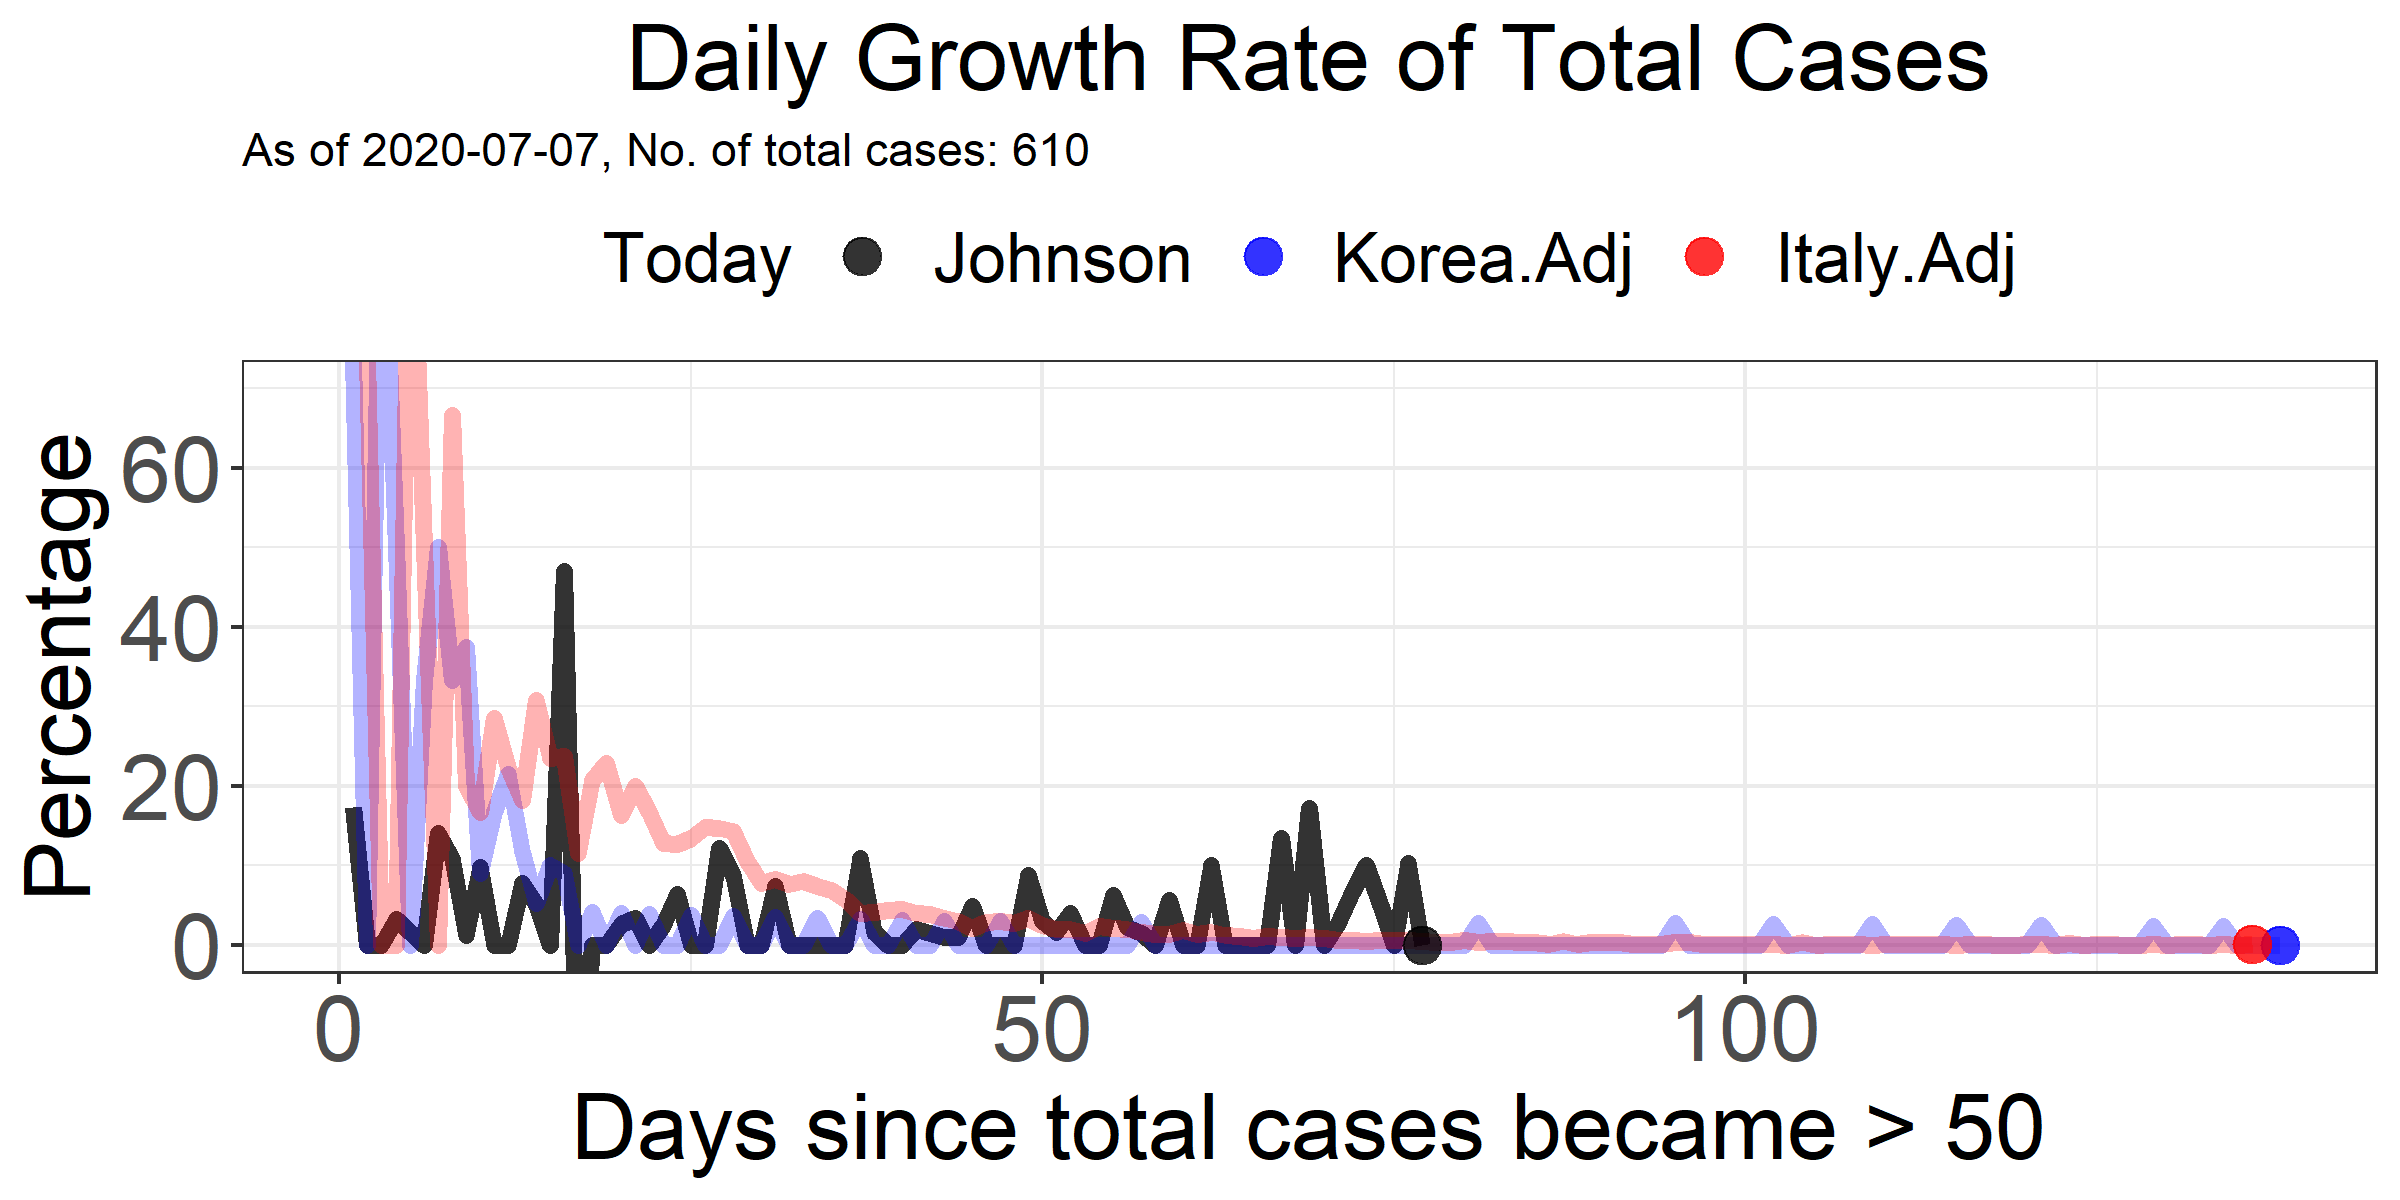 Daily Growth Rate of Total Cases
As of 2020-07-07, No. of total cases: 610
Today Johnson Korea.Adj Italy.Adj
Percentage
60
40
20
0
0 50 100
Days since total cases became > 50